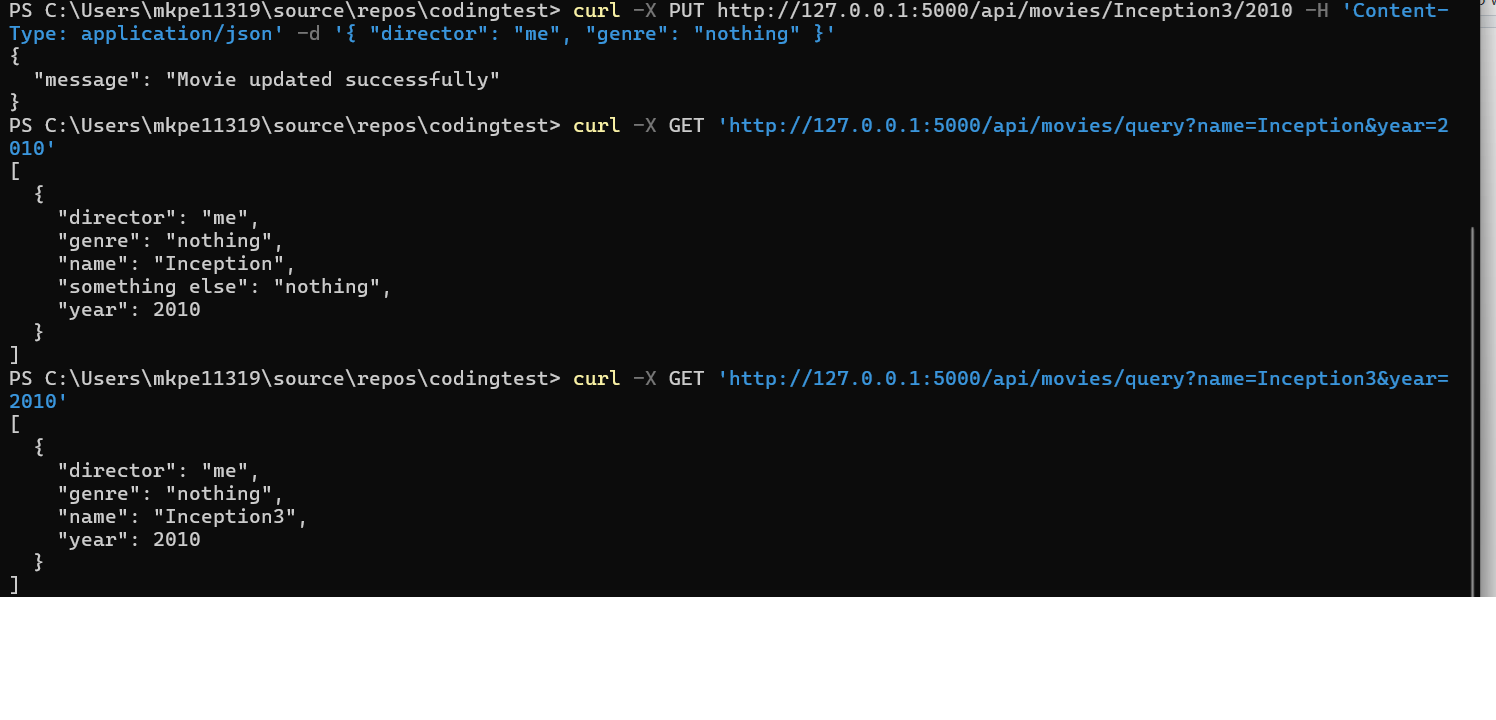 PS C:\Users\mkpe11319\source\repos\codingtest> curl -X PUT http://127.0.0.1:5000/api/movies/Inception3/2010 -H 'Content-
Type: application/json' -d '{ "director": "me", "genre": "nothing" }'
{
  "message": "Movie updated successfully"
}
PS C:\Users\mkpe11319\source\repos\codingtest> curl -X GET 'http://127.0.0.1:5000/api/movies/query?name=Inception&year=2
010'
[
  {
    "director": "me",
    "genre": "nothing",
    "name": "Inception",
    "something else": "nothing",
    "year": 2010
  }
]
PS C:\Users\mkpe11319\source\repos\codingtest> curl -X GET 'http://127.0.0.1:5000/api/movies/query?name=Inception3&year=
2010'
[
  {
    "director": "me",
    "genre": "nothing",
    "name": "Inception3",
    "year": 2010
  }
]